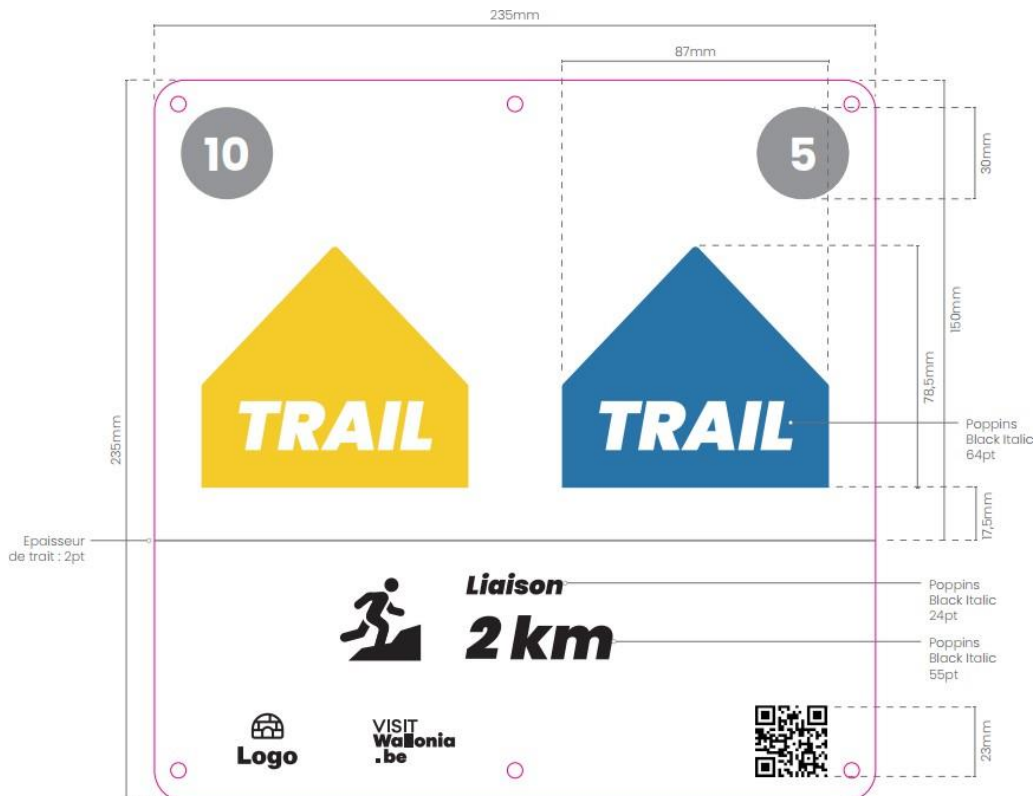 235mm
87mm
10
5
30mm
150mm
78,5mm
TRAIL
TRAIL
Poppins
Black Italic
64pt
235mm
17,5mm
Epaisseur
de trait : 2pt
Liaison
Poppins
Black Italic
24pt
2 km
Poppins
Black Italic
55pt
23mm
Logo
VISIT
Wallonia
.be